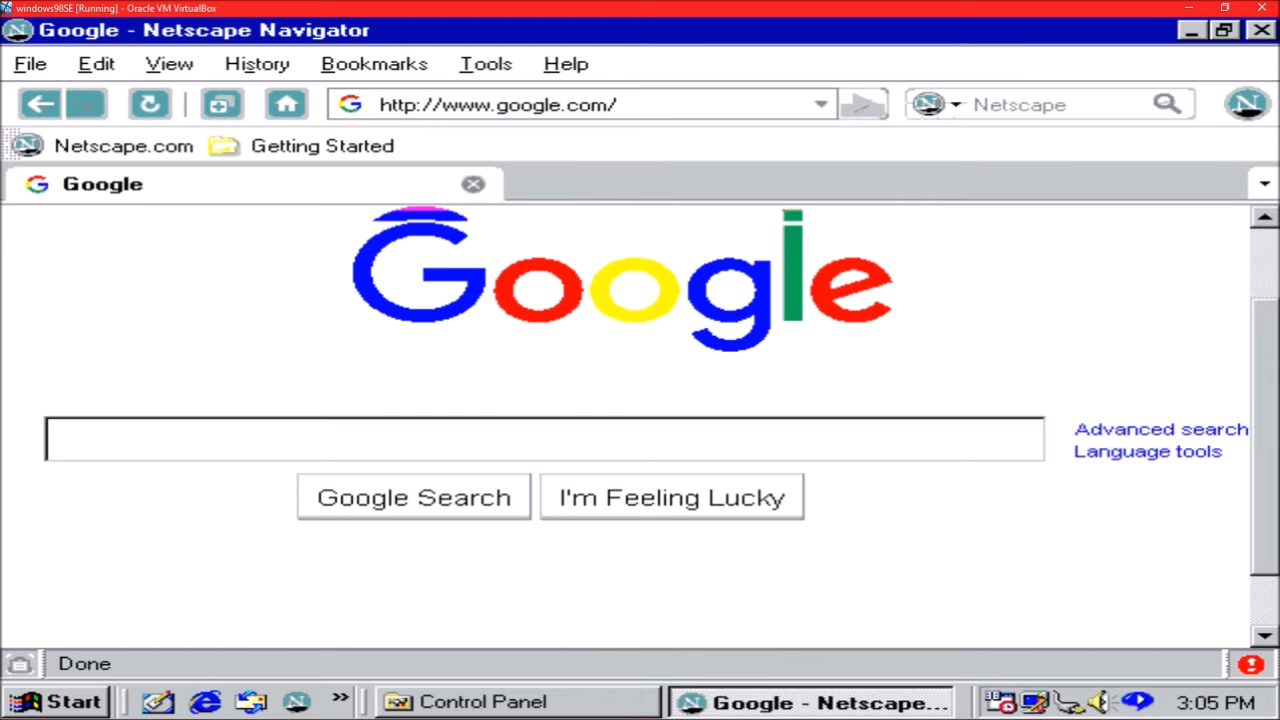 windows98SE [Running] - Oracle VM VirtualBox
Google - Netscape Navigator
File Edit View History Bookmarks Tools Help
http://www.google.com/ Netscape
Netscape.com Getting Started
Google
Google
Advanced search
Language tools
Google Search I'm Feeling Lucky
Done
Start » Control Panel Google - Netscape... 3:05 PM